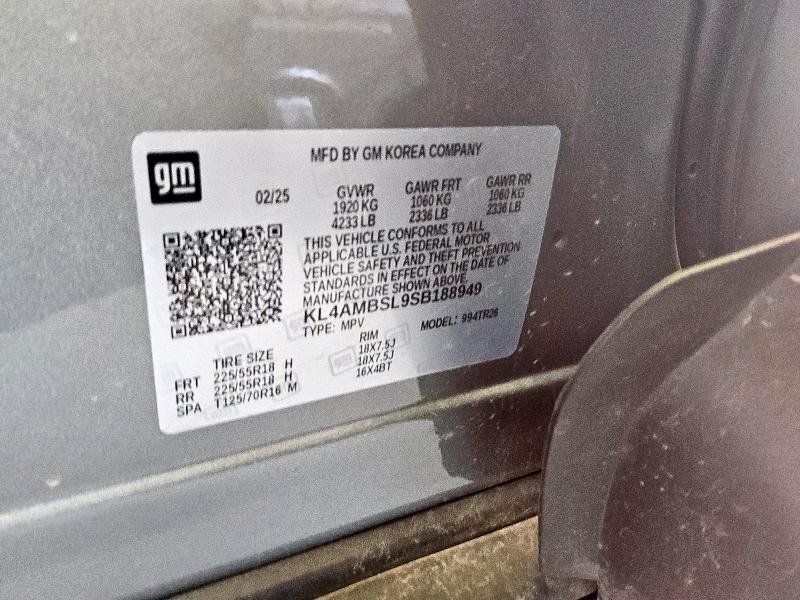 gm
MFD BY GM KOREA COMPANY
02/25
GVWR GAWR FRT GAWR RR
1920 KG 1060 KG 1060 KG
4233 LB 2336 LB 2336 LB
THIS VEHICLE CONFORMS TO ALL
APPLICABLE U.S. FEDERAL MOTOR
VEHICLE SAFETY AND THEFT PREVENTION
STANDARDS IN EFFECT ON THE DATE OF
MANUFACTURE SHOWN ABOVE.
KL4AMBSL9SB188949
TYPE: MPV MODEL: 994TR26
TIRE SIZE RIM
FRT 225/55R18 H 18X7.5J
RR 225/55R18 H 18X7.5J
SPA T125/70R16 M 16X4BT